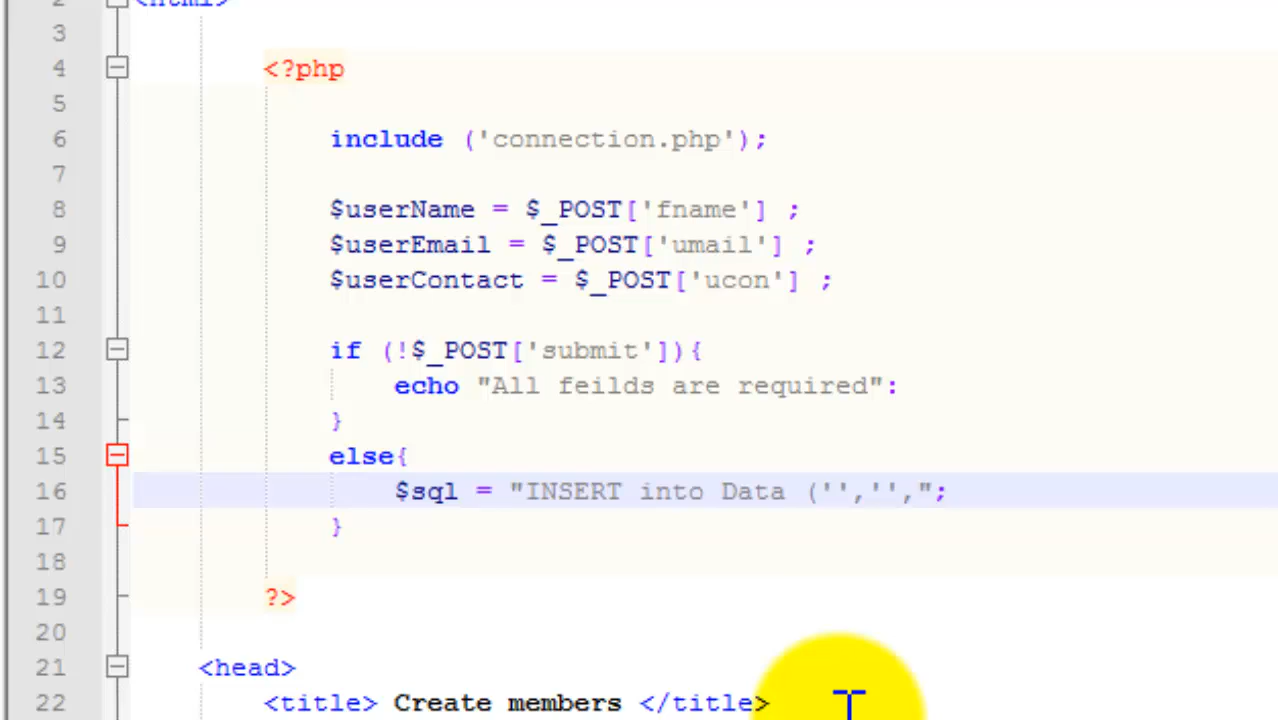 2 <html>
3
4 <?php
5
6 include ('connection.php');
7
8 $userName = $_POST['fname'] ;
9 $userEmail = $_POST['umail'] ;
10 $userContact = $_POST['ucon'] ;
11
12 if (!$_POST['submit']){
13 echo "All feilds are required":
14 }
15 else{
16 $sql = "INSERT into Data ('','',";
17 }
18
19 ?>
20
21 <head>
22 <title> Create members </title>